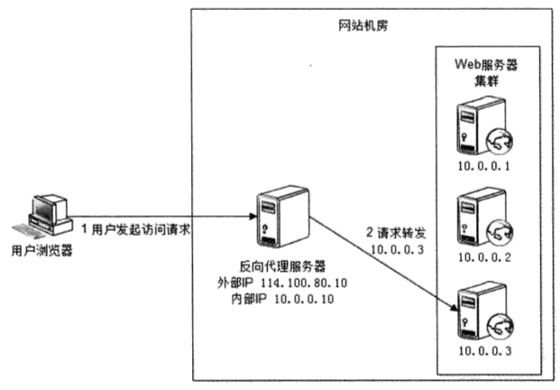 网站机房
Web服务器
集群
10.0.0.1
1 用户发起访问请求
用户浏览器
2 请求转发
10.0.0.3
10.0.0.2
反向代理服务器
外部IP 114.100.80.10
内部IP 10.0.0.10
10.0.0.3